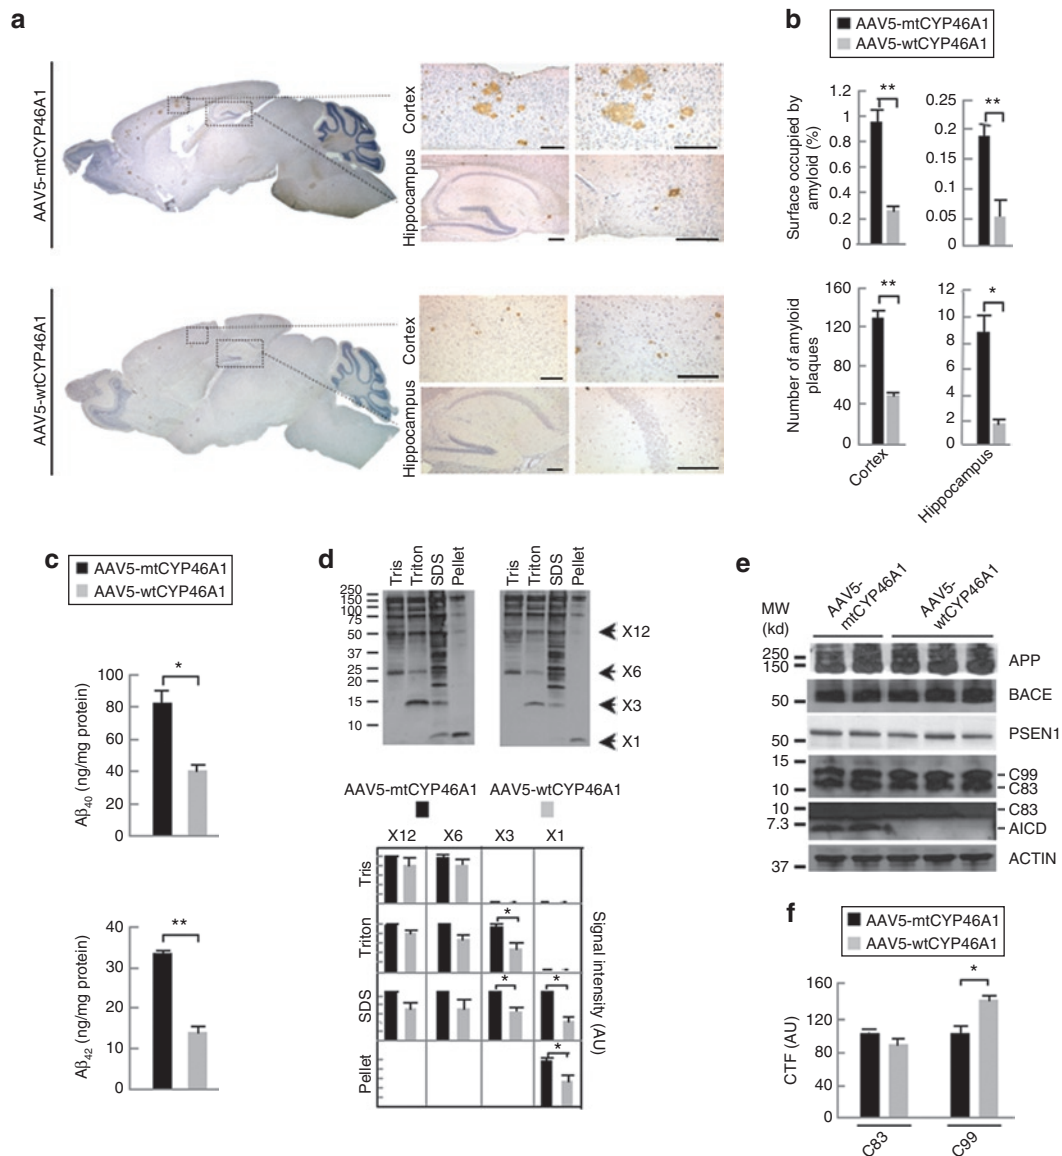 a
AAV5-mtCYP46A1
Cortex
Hippocampus
AAV5-wtCYP46A1
Cortex
Hippocampus
b
AAV5-mtCYP46A1
AAV5-wtCYP46A1
Surface occupied by
amyloid (%)
1.2
1
0.8
0.6
0.4
0.2
0
**
0.25
0.2
0.15
0.1
0.05
0
**
Number of amyloid
plaques
160
120
80
40
0
**
12
10
8
6
4
2
0
*
Cortex
Hippocampus
c
AAV5-mtCYP46A1
AAV5-wtCYP46A1
Aβ40 (ng/mg protein)
100
80
60
40
20
0
*
Aβ42 (ng/mg protein)
40
30
20
10
0
**
d
Tris
Triton
SDS
Pellet
Tris
Triton
SDS
Pellet
250
150
100
75
50
37
25
20
15
10
X12
X6
X3
X1
AAV5-mtCYP46A1
AAV5-wtCYP46A1
X12 X6 X3 X1
Tris
Triton
*
SDS
* *
Pellet
*
Signal intensity (AU)
e
MW
(kd)
AAV5-
mtCYP46A1
AAV5-
wtCYP46A1
250
150
APP
50
BACE
50
PSEN1
15
10
C99
C83
10
7.3
C83
AICD
37
ACTIN
f
AAV5-mtCYP46A1
AAV5-wtCYP46A1
CTF (AU)
160
120
80
40
0
*
C83
C99